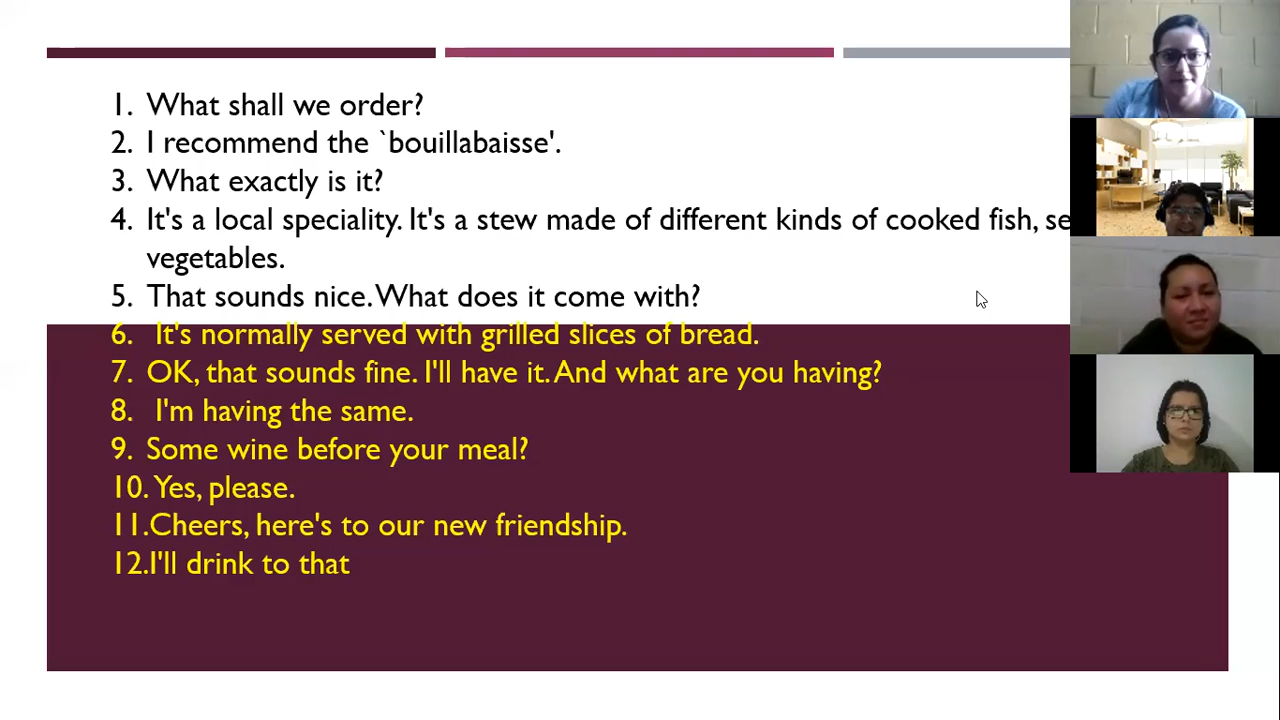 1. What shall we order?
2. I recommend the `bouillabaisse'.
3. What exactly is it?
4. It's a local speciality. It's a stew made of different kinds of cooked fish,
vegetables.
5. That sounds nice. What does it come with?
6. It's normally served with grilled slices of bread.
7. OK, that sounds fine. I'll have it. And what are you having?
8. I'm having the same.
9. Some wine before your meal?
10. Yes, please.
11.Cheers, here's to our new friendship.
12.I'll drink to that